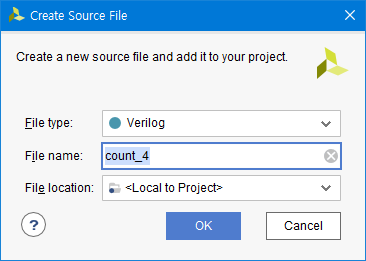 Create Source File
Create a new source file and add it to your project.
File type: Verilog
File name: count_4
File location: <Local to Project>
? OK Cancel